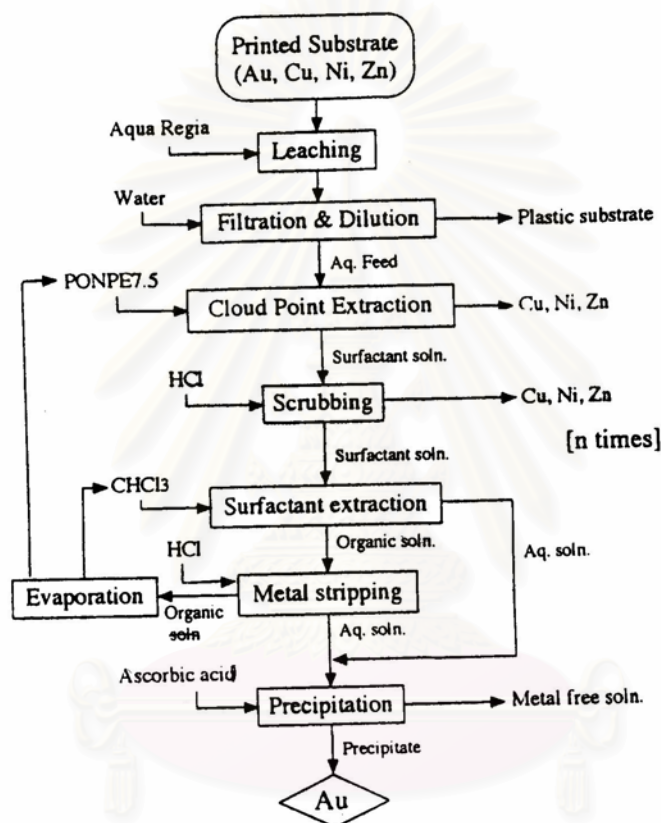 Printed Substrate
(Au, Cu, Ni, Zn)
Aqua Regia
Leaching
Water
Filtration & Dilution
Plastic substrate
Aq. Feed
PONPE7.5
Cloud Point Extraction
Cu, Ni, Zn
Surfactant soln.
HCl
Scrubbing
Cu, Ni, Zn
[n times]
Surfactant soln.
CHCl3
Surfactant extraction
Organic soln.
Aq. soln.
HCl
Evaporation
Metal stripping
Organic
soln
Aq. soln.
Ascorbic acid
Precipitation
Metal free soln.
Precipitate
Au